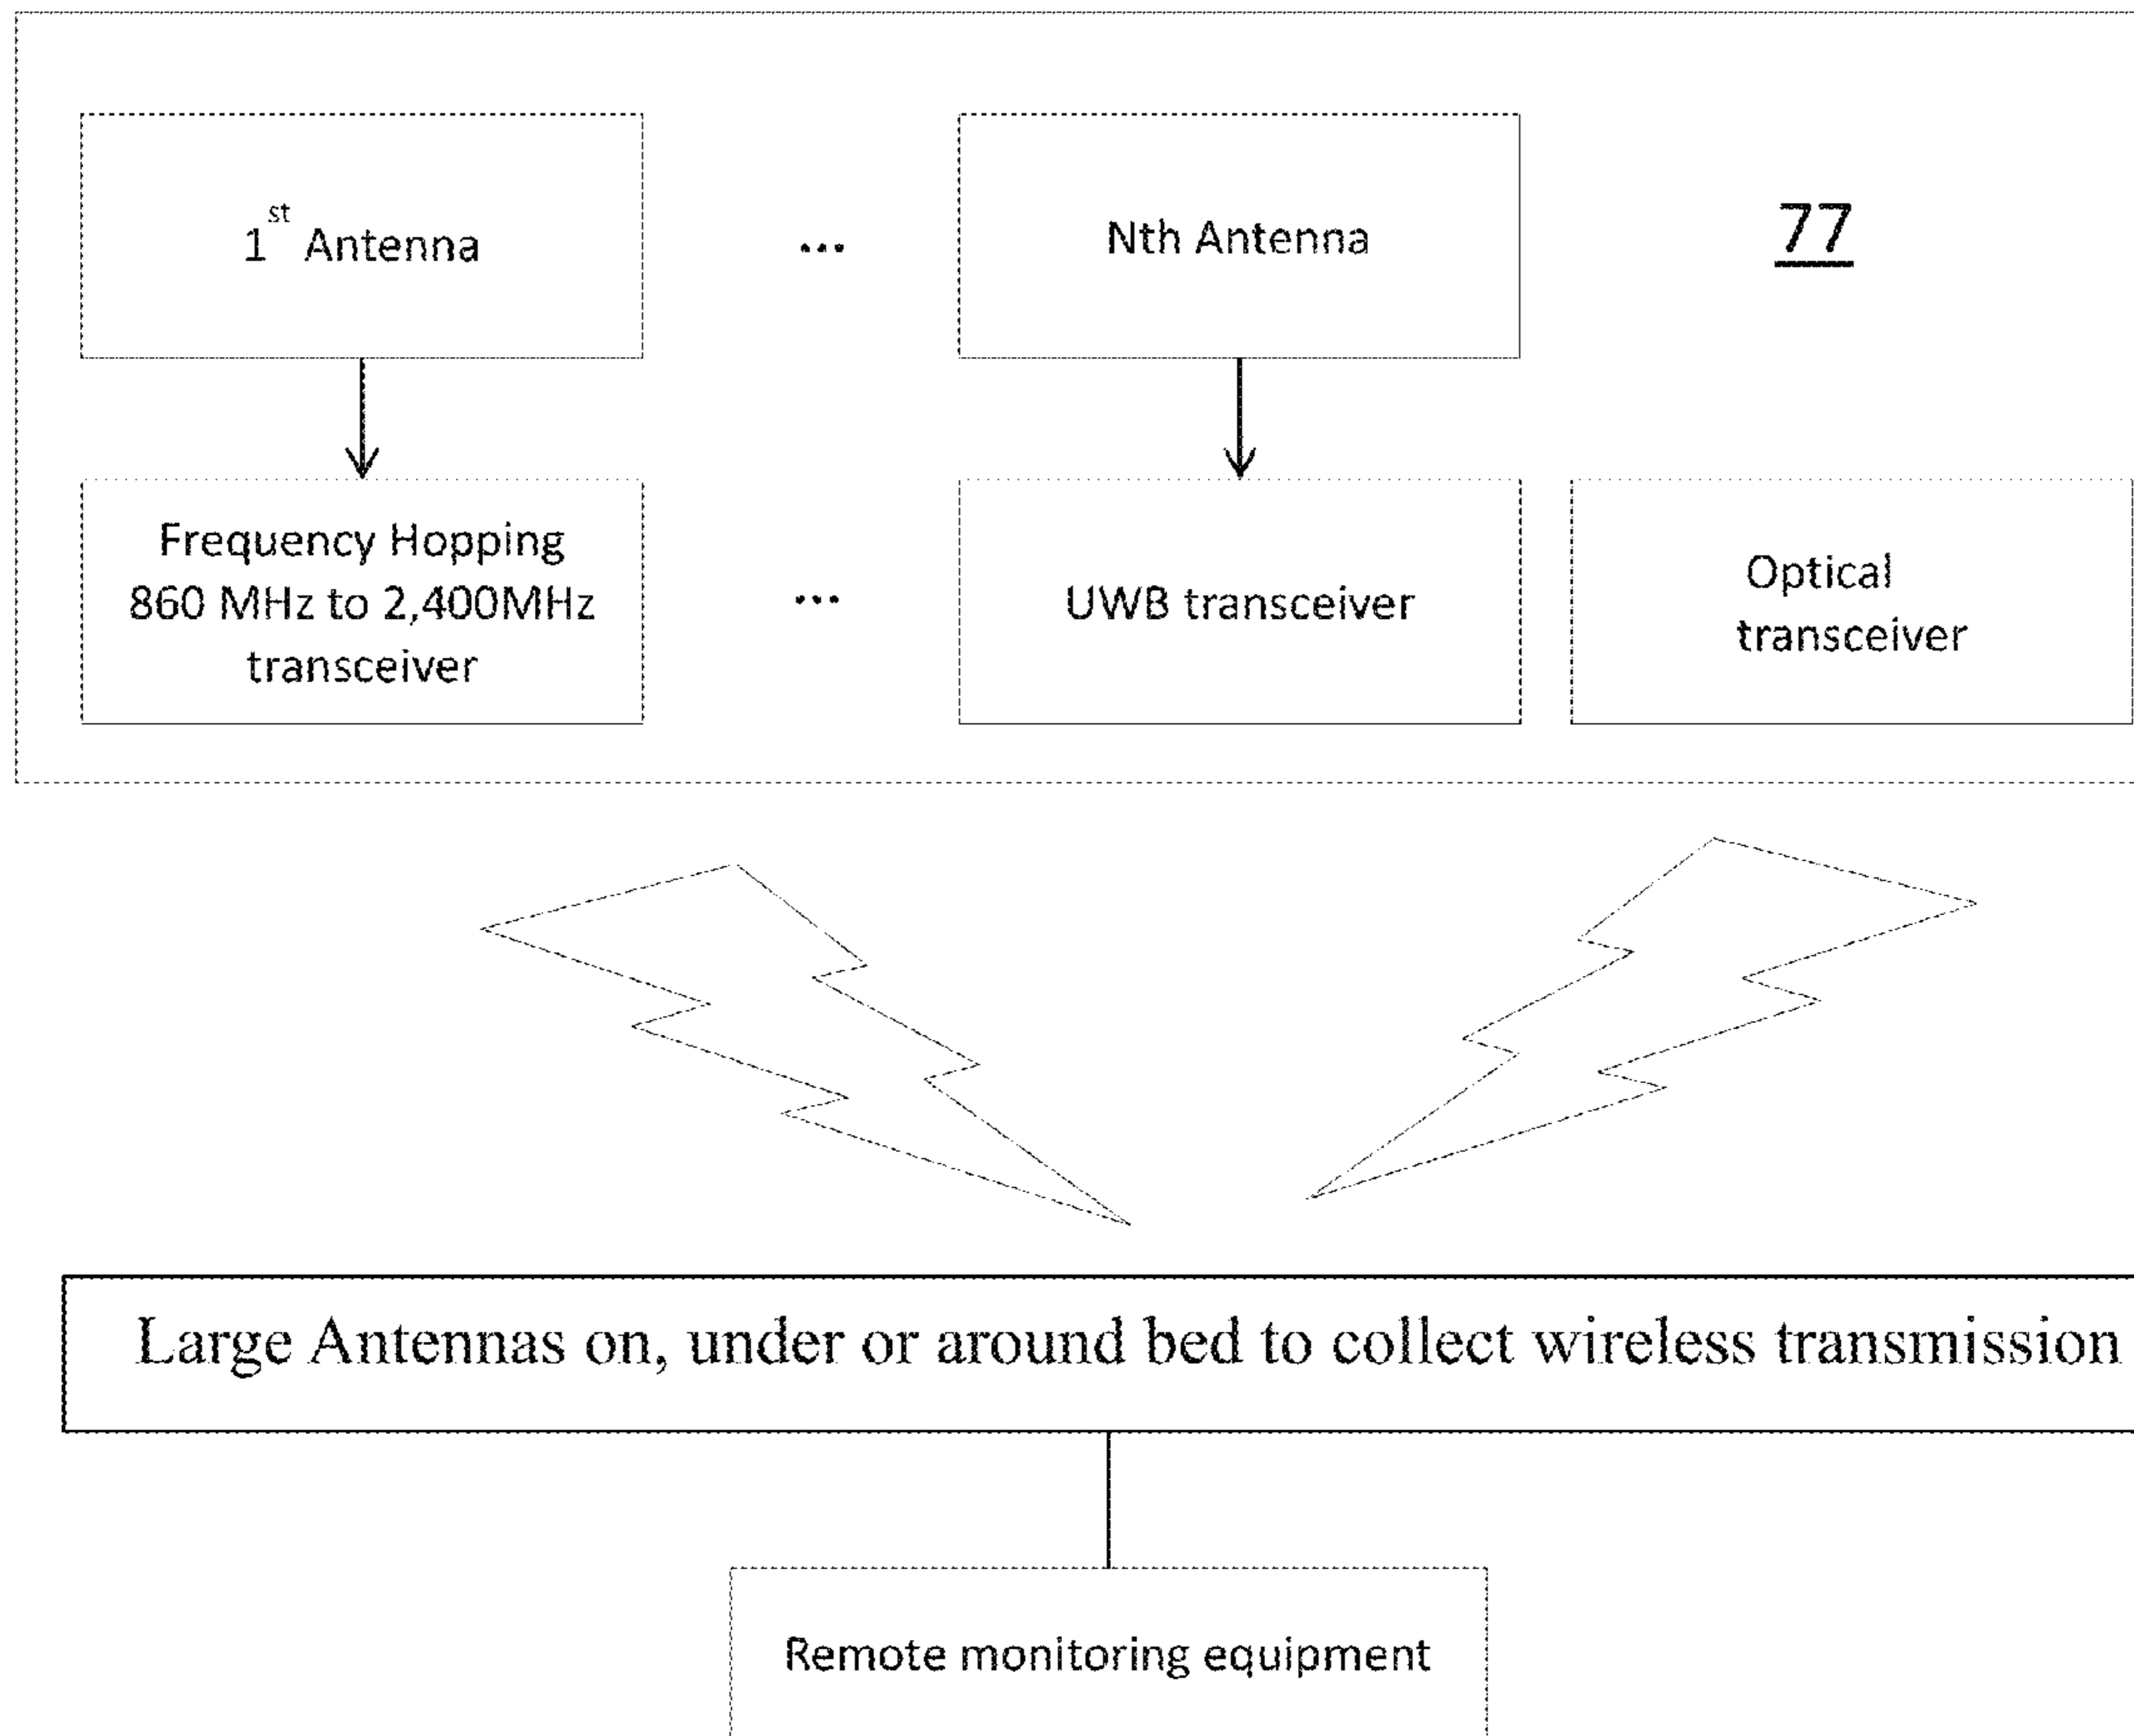 1st Antenna
...
Nth Antenna
77
Frequency Hopping
860 MHz to 2,400MHz
transceiver
...
UWB transceiver
Optical
transceiver
Large Antennas on, under or around bed to collect wireless transmission
Remote monitoring equipment